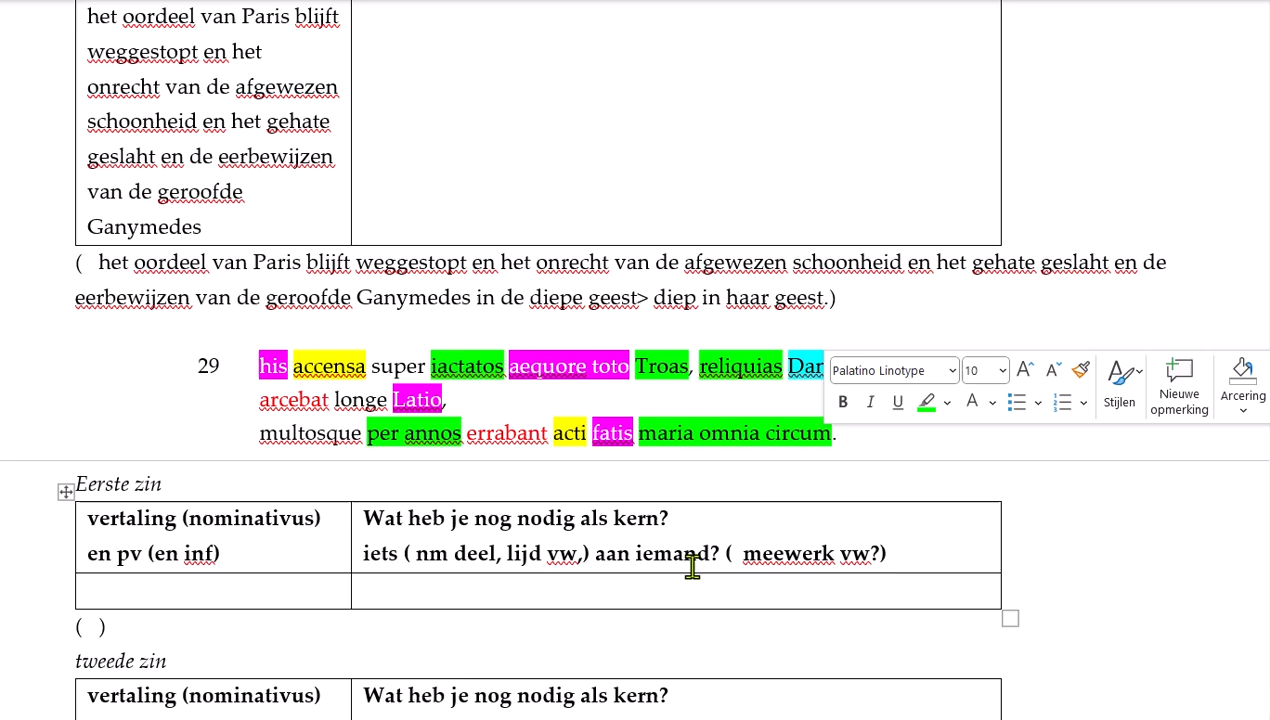 het oordeel van Paris blijft
weggestopt en het
onrecht van de afgewezen
schoonheid en het gehate
geslaht en de eerbewijzen
van de geroofde
Ganymedes
( het oordeel van Paris blijft weggestopt en het onrecht van de afgewezen schoonheid en het gehate geslaht en de
eerbewijzen van de geroofde Ganymedes in de diepe geest> diep in haar geest.)
29 his accensa super iactatos aequore toto Troas, reliquias Dar
arcebat longe Latio,
multosque per annos errabant acti fatis maria omnia circum.
Palatino Linotype 10
Nieuwe opmerking
Stijlen
Arcering
Eerste zin
vertaling (nominativus) Wat heb je nog nodig als kern?
en pv (en inf) iets ( nm deel, lijd vw,) aan iemand? ( meewerk vw?)
( )
tweede zin
vertaling (nominativus) Wat heb je nog nodig als kern?